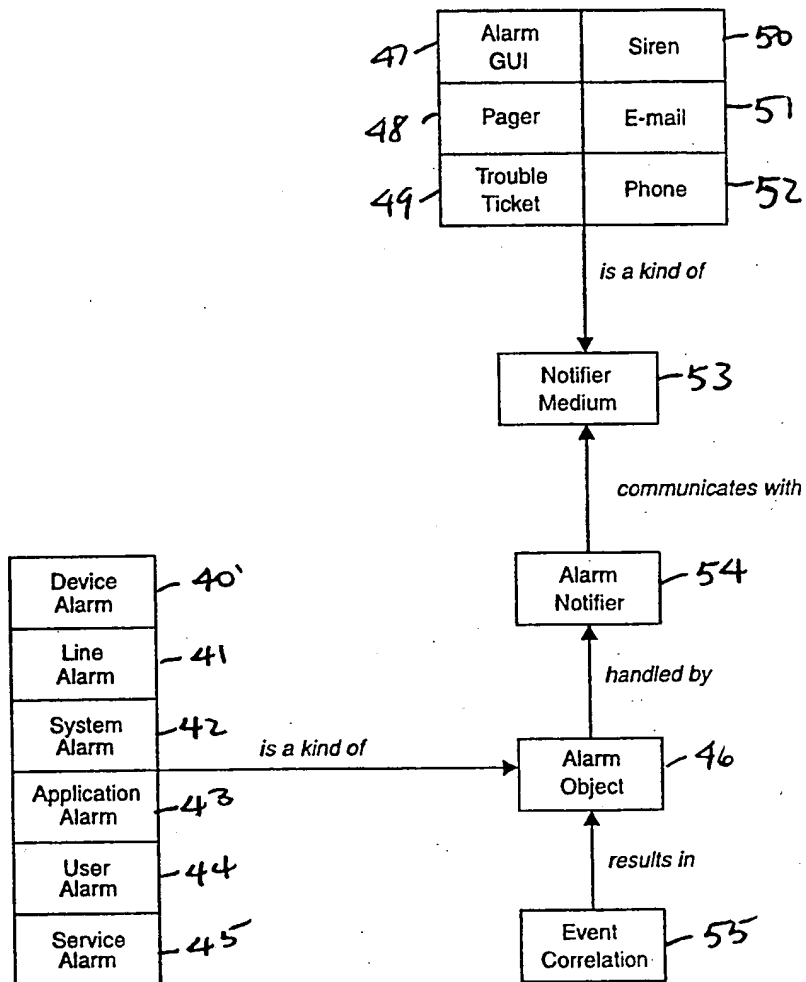 47
Alarm
GUI
Siren
50
48
Pager
E-mail
51
49
Trouble
Ticket
Phone
52
is a kind of
Notifier
Medium
53
communicates with
Device
Alarm
40'
Alarm
Notifier
54
Line
Alarm
41
handled by
System
Alarm
42
is a kind of
Alarm
Object
46
Application
Alarm
43
User
Alarm
44
results in
Service
Alarm
45
Event
Correlation
55